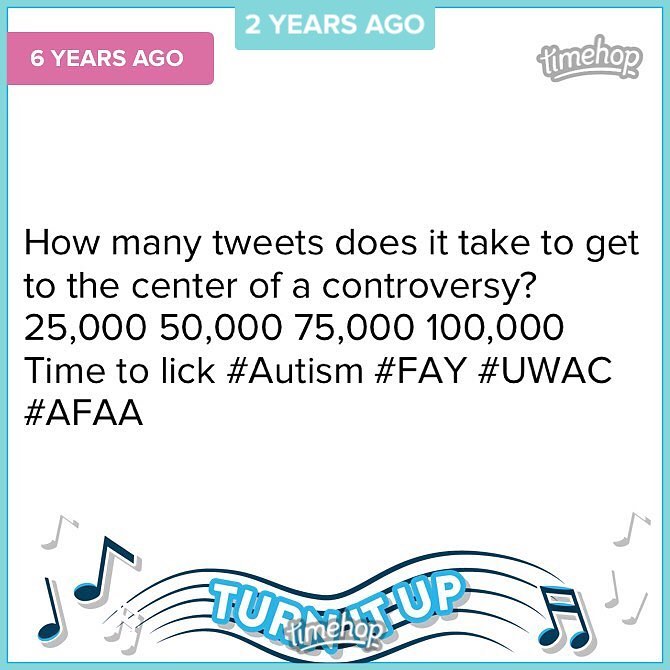 2 YEARS AGO
6 YEARS AGO
timehop
How many tweets does it take to get
to the center of a controversy?
25,000 50,000 75,000 100,000
Time to lick #Autism #FAY #UWAC
#AFAA
TURN IT UP
timehop